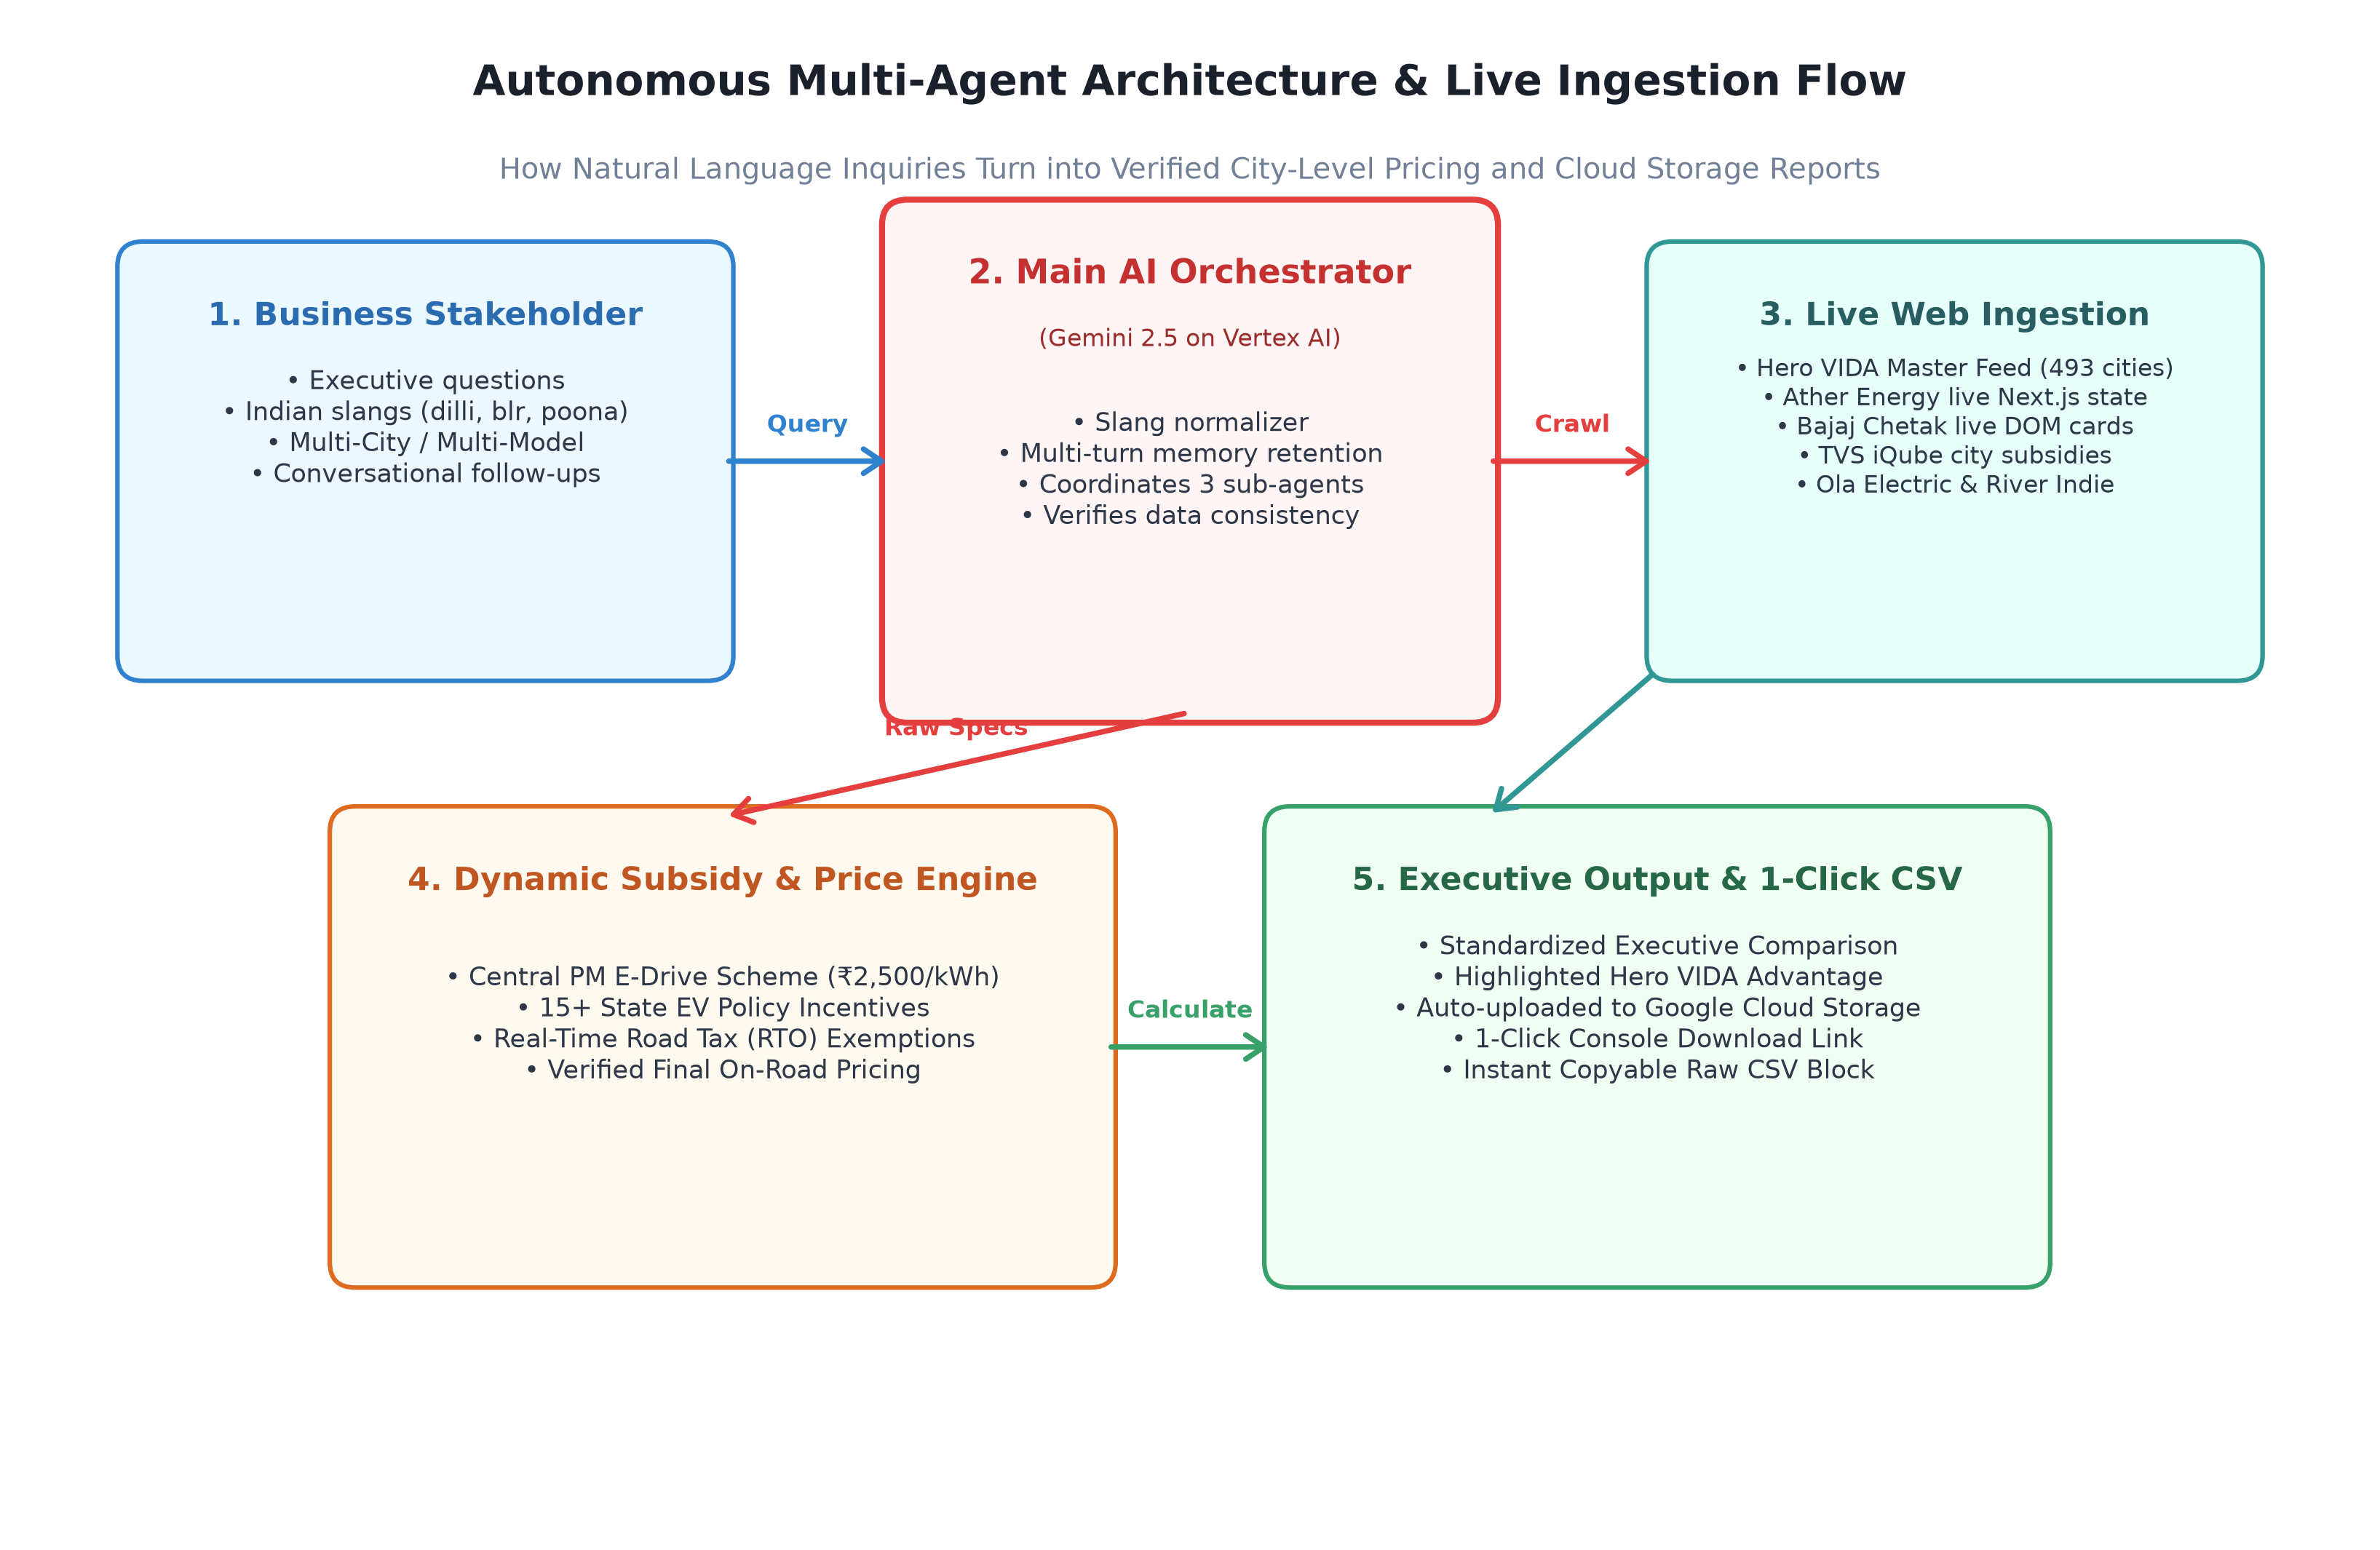 Autonomous Multi-Agent Architecture & Live Ingestion Flow
How Natural Language Inquiries Turn into Verified City-Level Pricing and Cloud Storage Reports
1. Business Stakeholder
• Executive questions
• Indian slangs (dilli, blr, poona)
• Multi-City / Multi-Model
• Conversational follow-ups
Query
2. Main AI Orchestrator
(Gemini 2.5 on Vertex AI)
• Slang normalizer
• Multi-turn memory retention
• Coordinates 3 sub-agents
• Verifies data consistency
Crawl
3. Live Web Ingestion
• Hero VIDA Master Feed (493 cities)
• Ather Energy live Next.js state
• Bajaj Chetak live DOM cards
• TVS iQube city subsidies
• Ola Electric & River Indie
Raw Specs
4. Dynamic Subsidy & Price Engine
• Central PM E-Drive Scheme (₹2,500/kWh)
• 15+ State EV Policy Incentives
• Real-Time Road Tax (RTO) Exemptions
• Verified Final On-Road Pricing
Calculate
5. Executive Output & 1-Click CSV
• Standardized Executive Comparison
• Highlighted Hero VIDA Advantage
• Auto-uploaded to Google Cloud Storage
• 1-Click Console Download Link
• Instant Copyable Raw CSV Block